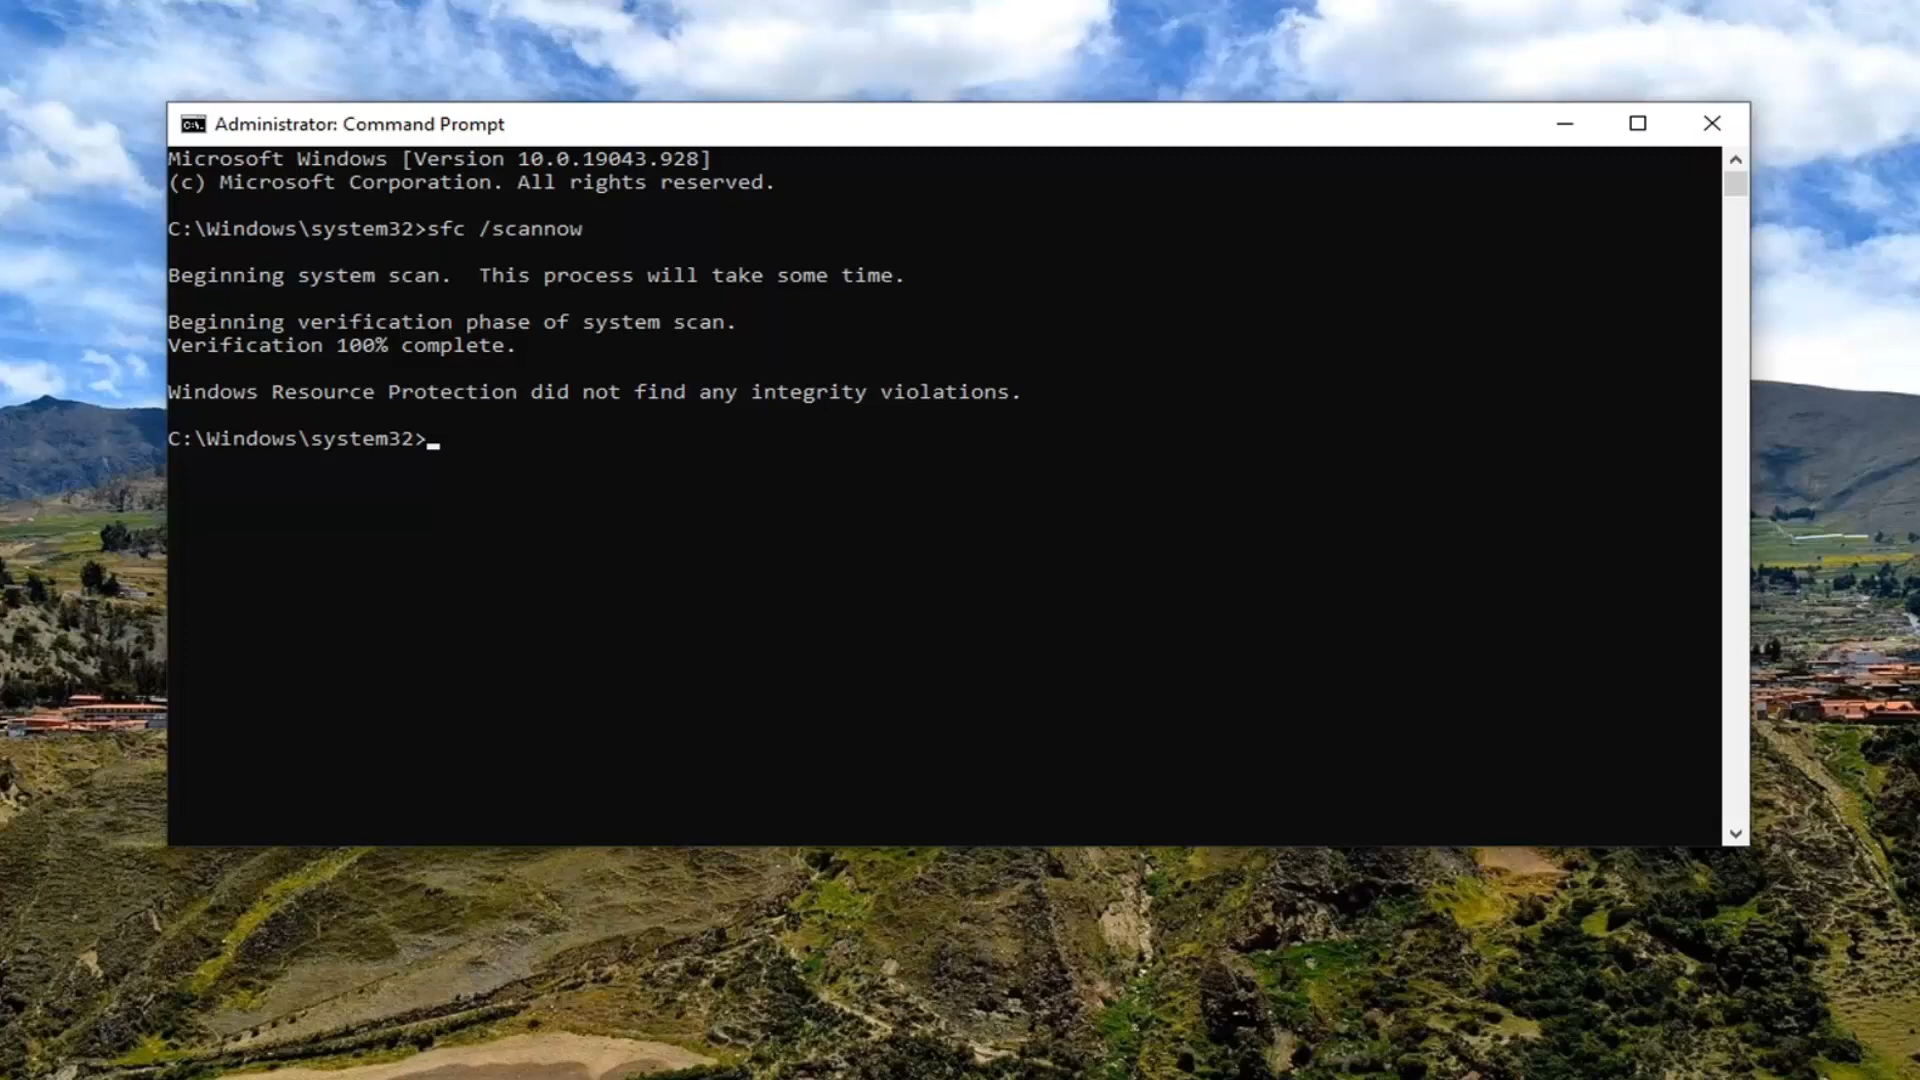 Administrator: Command Prompt
Microsoft Windows [Version 10.0.19043.928]
(c) Microsoft Corporation. All rights reserved.
C:\Windows\system32>sfc /scannow
Beginning system scan.  This process will take some time.
Beginning verification phase of system scan.
Verification 100% complete.
Windows Resource Protection did not find any integrity violations.
C:\Windows\system32>